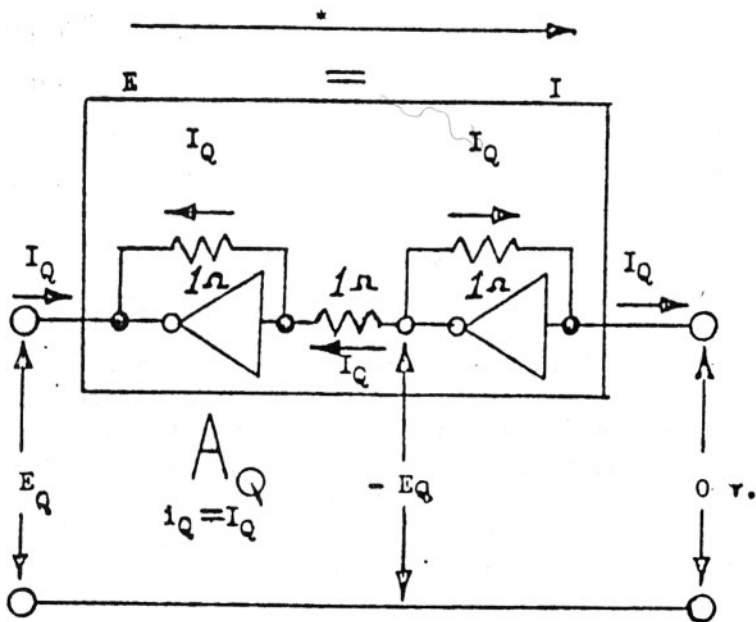 *
=
E I
I_Q I_Q
1Ω 1Ω 1Ω
I_Q I_Q
I_Q
A_Q
E_Q - E_Q 0 v.
i_Q = I_Q